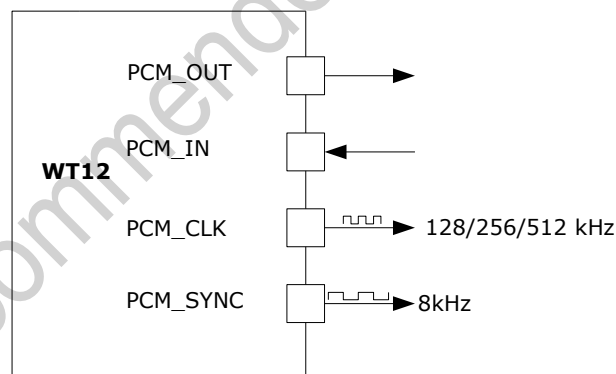 PCM_OUT
PCM_IN
WT12
PCM_CLK
128/256/512 kHz
PCM_SYNC
8kHz